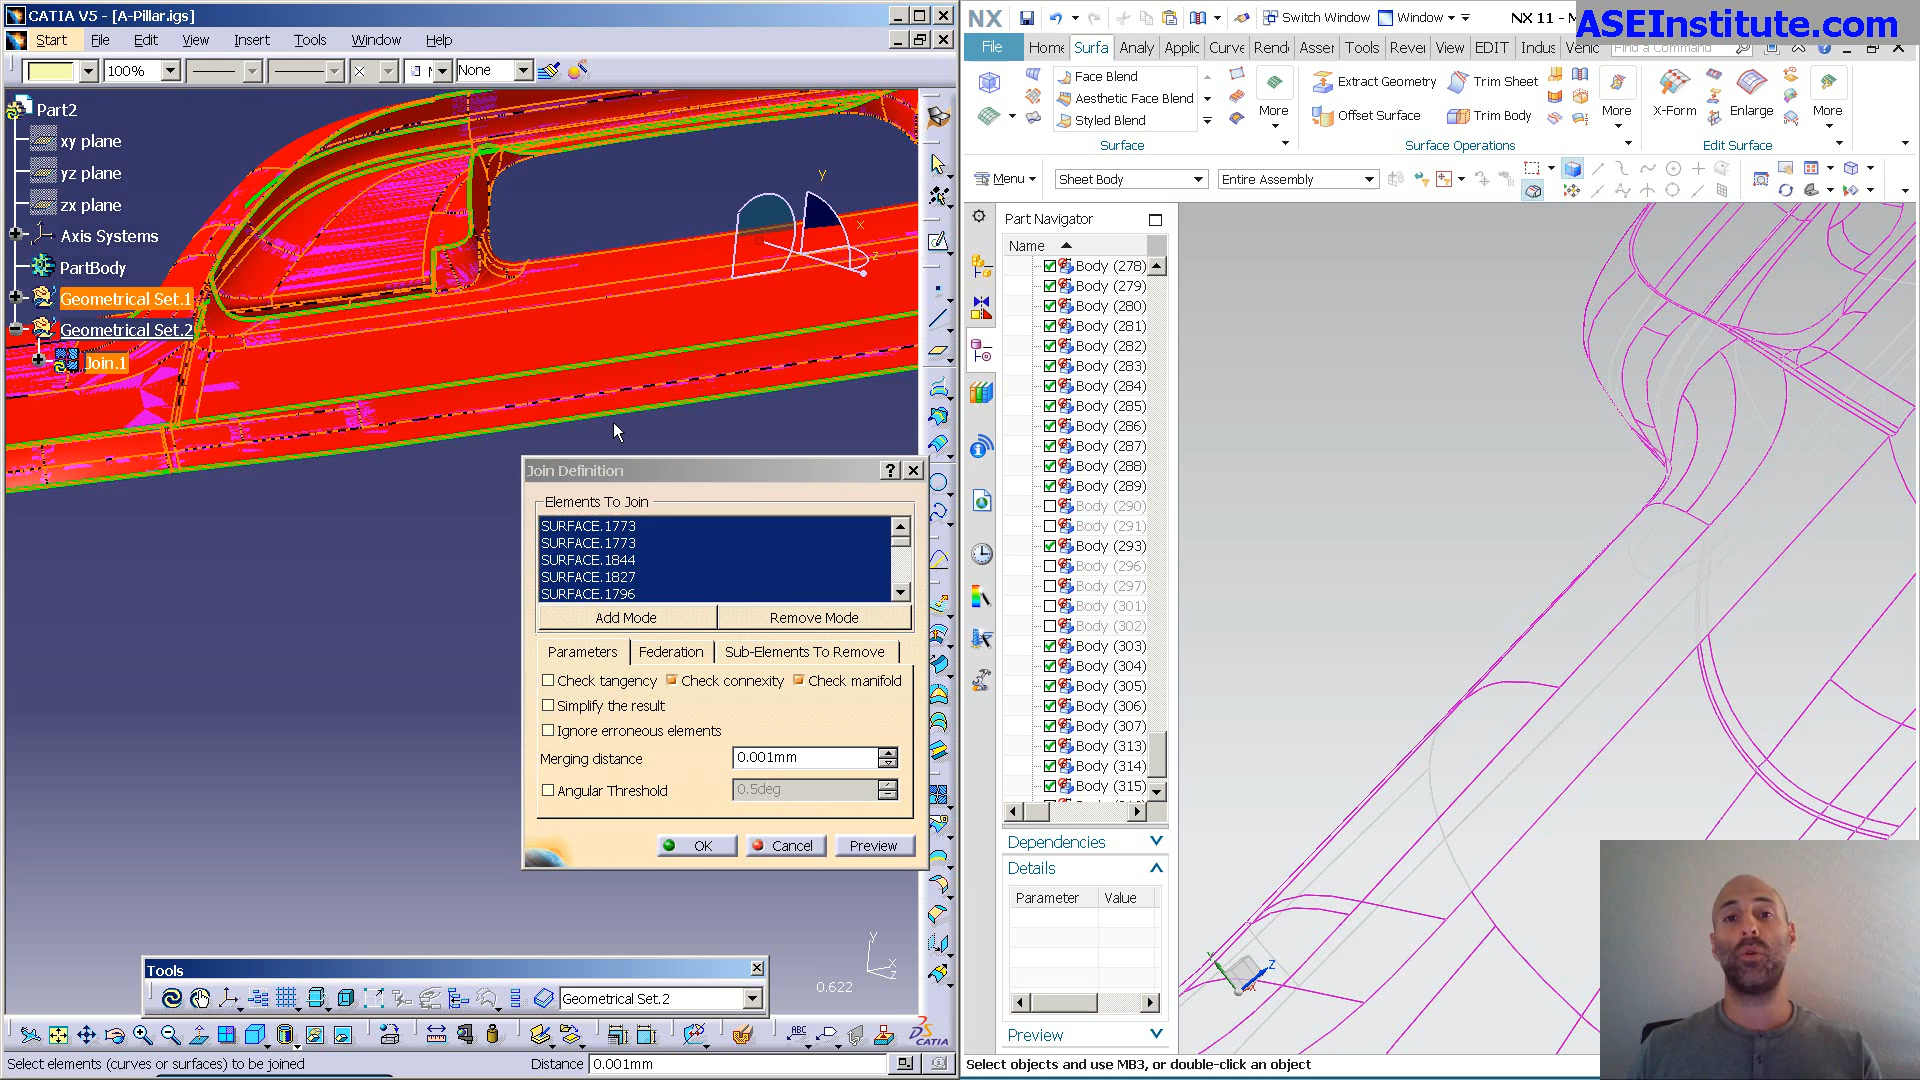 CATIA V5 - [A-Pillar.igs]
Start File Edit View Insert Tools Window Help
100% None
Part2
xy plane
yz plane
zx plane
Axis Systems
PartBody
Geometrical Set.1
Geometrical Set.2
Join.1
y
x
z
Join Definition
Elements To Join
SURFACE.1773
SURFACE.1773
SURFACE.1844
SURFACE.1827
SURFACE.1796
Add Mode Remove Mode
Parameters Federation Sub-Elements To Remove
Check tangency Check connexity Check manifold
Simplify the result
Ignore erroneous elements
Merging distance 0.001mm
Angular Threshold 0.5deg
OK Cancel Preview
y
x
z
0.622
Tools
Geometrical Set.2
ABC
CATIA
Select elements (curves or surfaces) to be joined Distance 0.001mm
NX Switch Window Window NX 11 - M
ASEInstitute.com
File Home Surfa Analy Applic Curve Rende Asser Tools Revei View EDIT Indus Venic Find a Command
Face Blend
Aesthetic Face Blend
Styled Blend
More
Surface
Extract Geometry Trim Sheet
Offset Surface Trim Body
More
Surface Operations
X-Form Enlarge More
Edit Surface
Menu Sheet Body Entire Assembly
Part Navigator
Name
Body (278)
Body (279)
Body (280)
Body (281)
Body (282)
Body (283)
Body (284)
Body (285)
Body (286)
Body (287)
Body (288)
Body (289)
Body (290)
Body (291)
Body (293)
Body (296)
Body (297)
Body (301)
Body (302)
Body (303)
Body (304)
Body (305)
Body (306)
Body (307)
Body (313)
Body (314)
Body (315)
Dependencies
Details
Parameter Value
Preview
Y
Z
X
Select objects and use MB3, or double-click an object